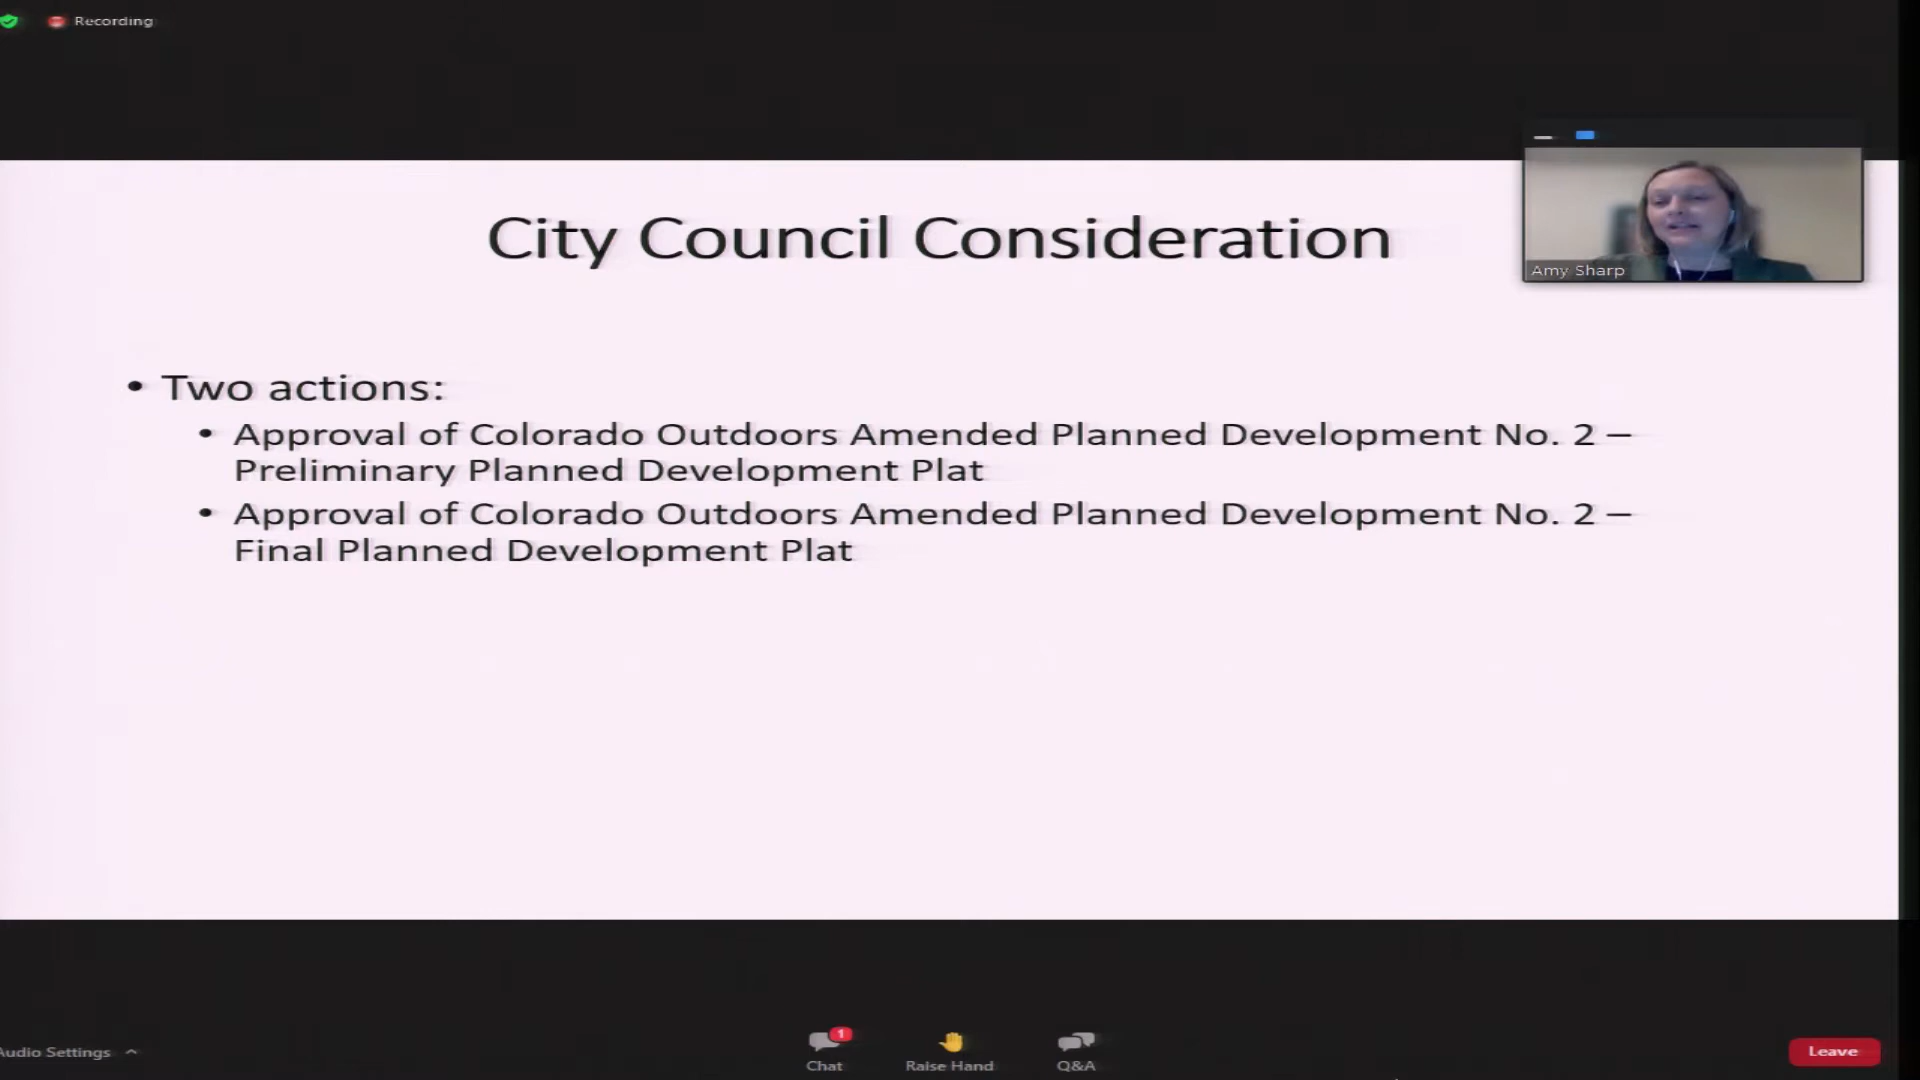 Recording
City Council Consideration
Amy Sharp
• Two actions:
• Approval of Colorado Outdoors Amended Planned Development No. 2 –
Preliminary Planned Development Plat
• Approval of Colorado Outdoors Amended Planned Development No. 2 –
Final Planned Development Plat
Audio Settings
1
Chat
Raise Hand
Q&A
Leave